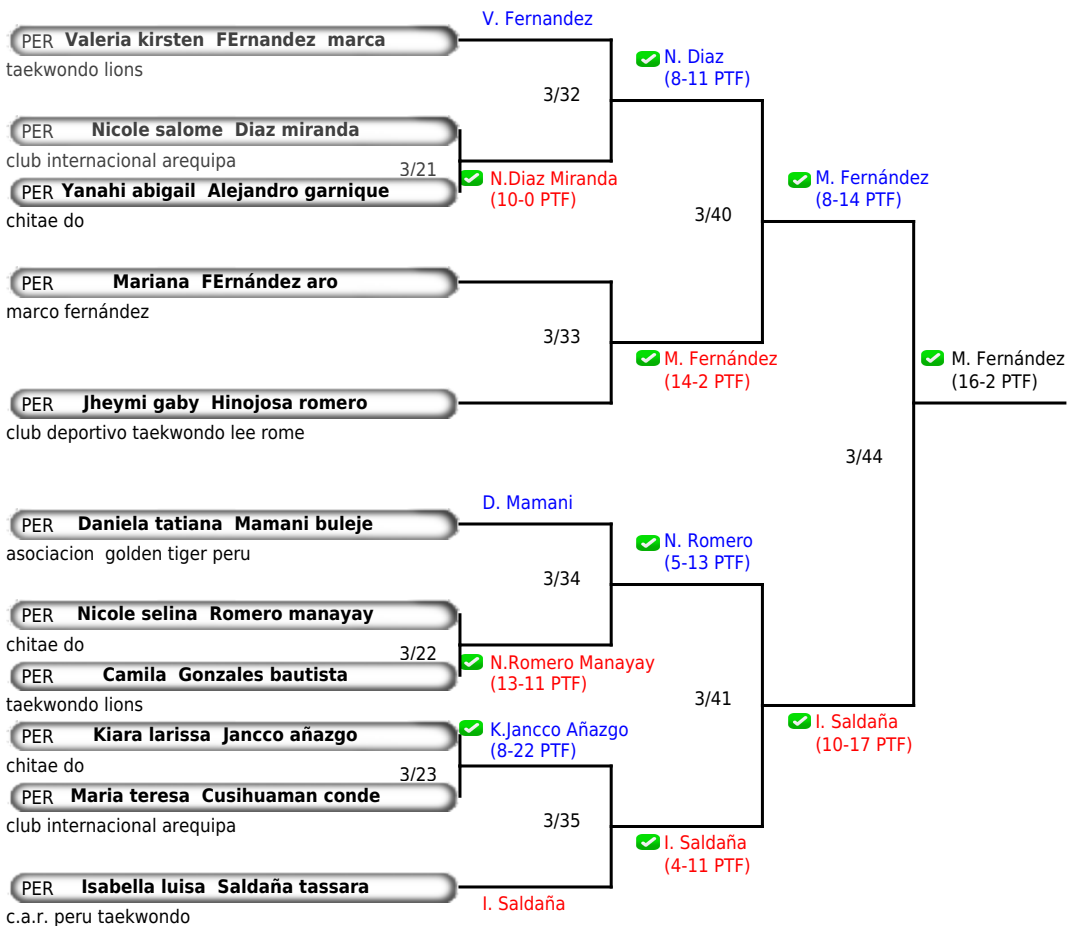 V. Fernandez
PER Valeria kirsten FErnandez marca
taekwondo lions
N. Diaz
(8-11 PTF)
3/32
PER Nicole salome Diaz miranda
club internacional arequipa
3/21
PER Yanahi abigail Alejandro garnique
chitae do
N.Diaz Miranda
(10-0 PTF)
M. Fernández
(8-14 PTF)
3/40
PER Mariana FErnández aro
marco fernández
3/33
M. Fernández
(14-2 PTF)
M. Fernández
(16-2 PTF)
PER Jheymi gaby Hinojosa romero
club deportivo taekwondo lee rome
3/44
D. Mamani
PER Daniela tatiana Mamani buleje
asociacion golden tiger peru
N. Romero
(5-13 PTF)
3/34
PER Nicole selina Romero manayay
chitae do
3/22
PER Camila Gonzales bautista
taekwondo lions
N.Romero Manayay
(13-11 PTF)
3/41
PER Kiara larissa Jancco añazgo
chitae do
K.Jancco Añazgo
(8-22 PTF)
I. Saldaña
(10-17 PTF)
3/23
PER Maria teresa Cusihuaman conde
club internacional arequipa
3/35
I. Saldaña
(4-11 PTF)
PER Isabella luisa Saldaña tassara
c.a.r. peru taekwondo
I. Saldaña